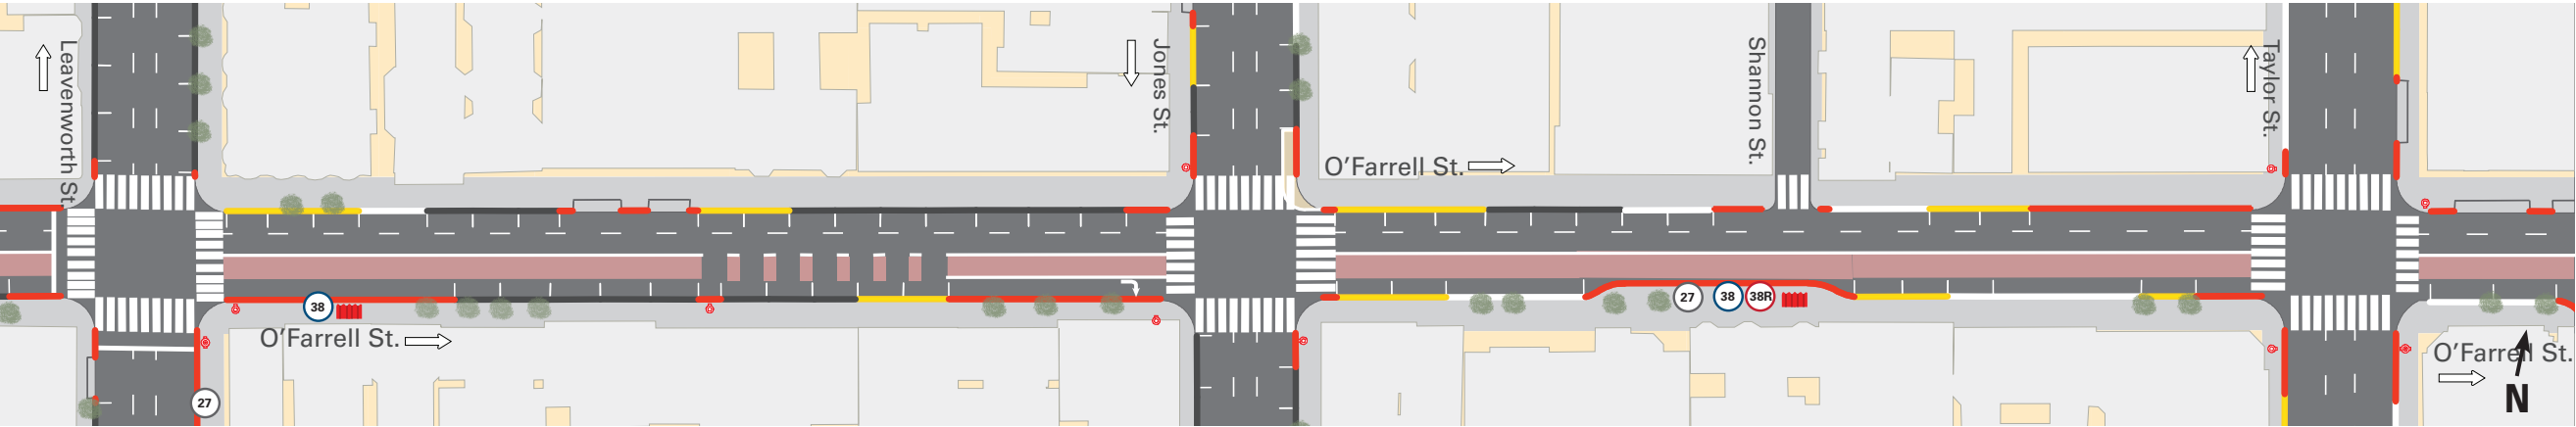 Leavenworth St.
Jones St.
Shannon St.
Taylor St.
O'Farrell St.
38
O'Farrell St.
27
27
38
38R
O'Farrell St.
N